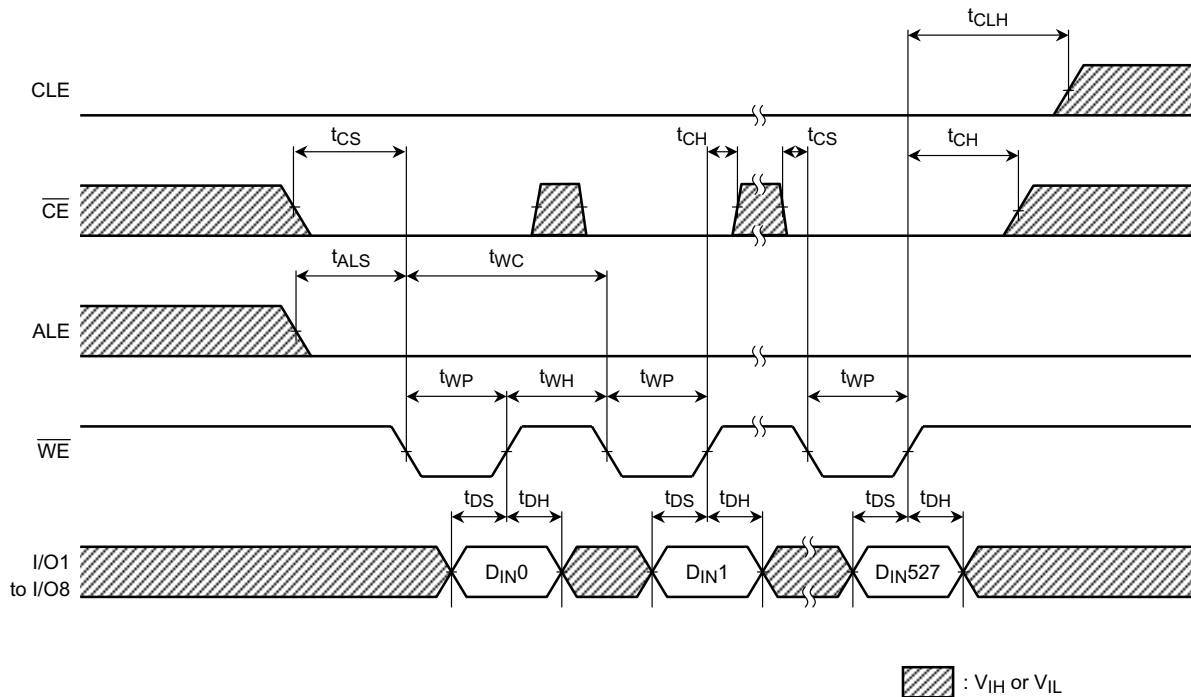 tCLH
CLE
tCS
tCH
tCS
tCH
CE
tALS
tWC
ALE
tWP
tWH
tWP
tWP
WE
tDS
tDH
tDS
tDH
tDS
tDH
I/O1
to I/O8
DIN0
DIN1
DIN527
: VIH or VIL